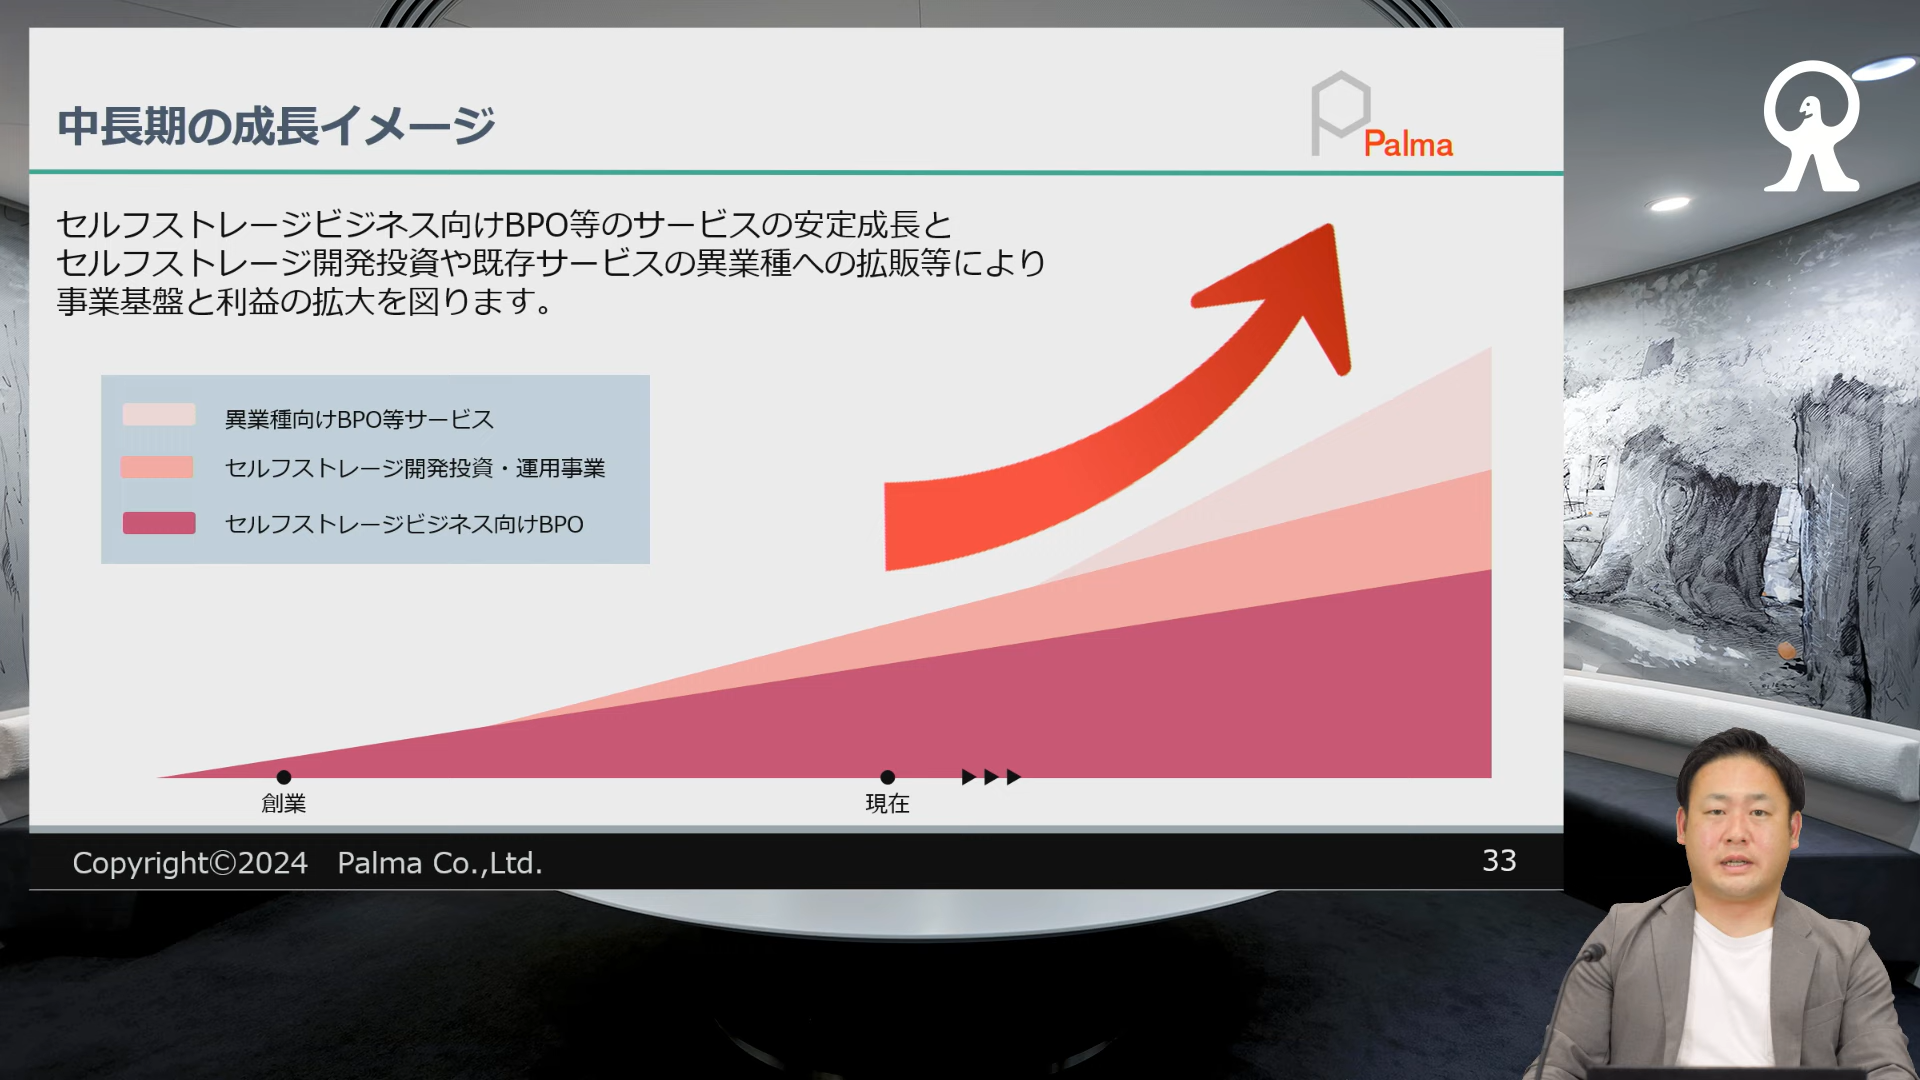 中長期の成長イメージ
Palma
セルフストレージビジネス向けBPO等のサービスの安定成長と
セルフストレージ開発投資や既存サービスの異業種への拡販等により
事業基盤と利益の拡大を図ります。
異業種向けBPO等サービス
セルフストレージ開発投資・運用事業
セルフストレージビジネス向けBPO
創業
現在
Copyright©2024 Palma Co.,Ltd.
33